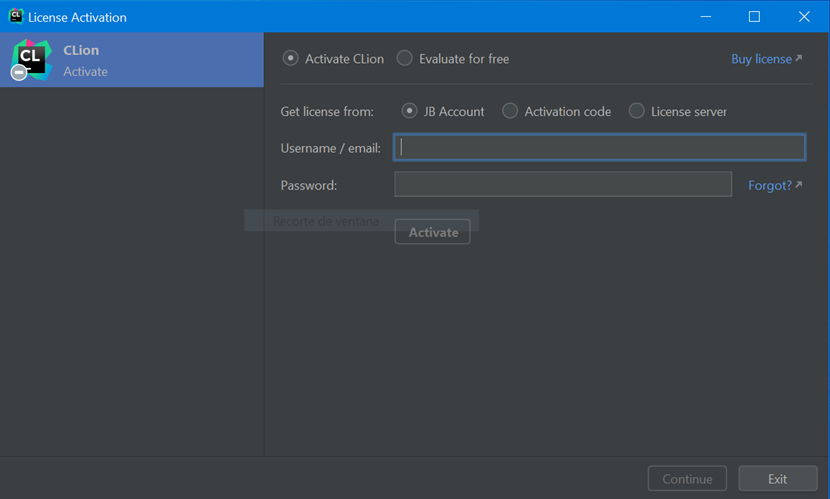 License Activation
CL
CLion
Activate
Activate CLion Evaluate for free Buy license
Get license from: JB Account Activation code License server
Username / email:
Password: Forgot?
Recorte de ventana
Activate
Continue Exit